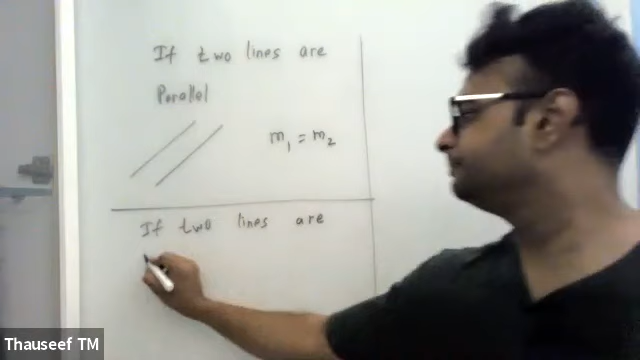 If two lines are
Parallel
m₁ = m₂
If two lines are
Thauseef TM